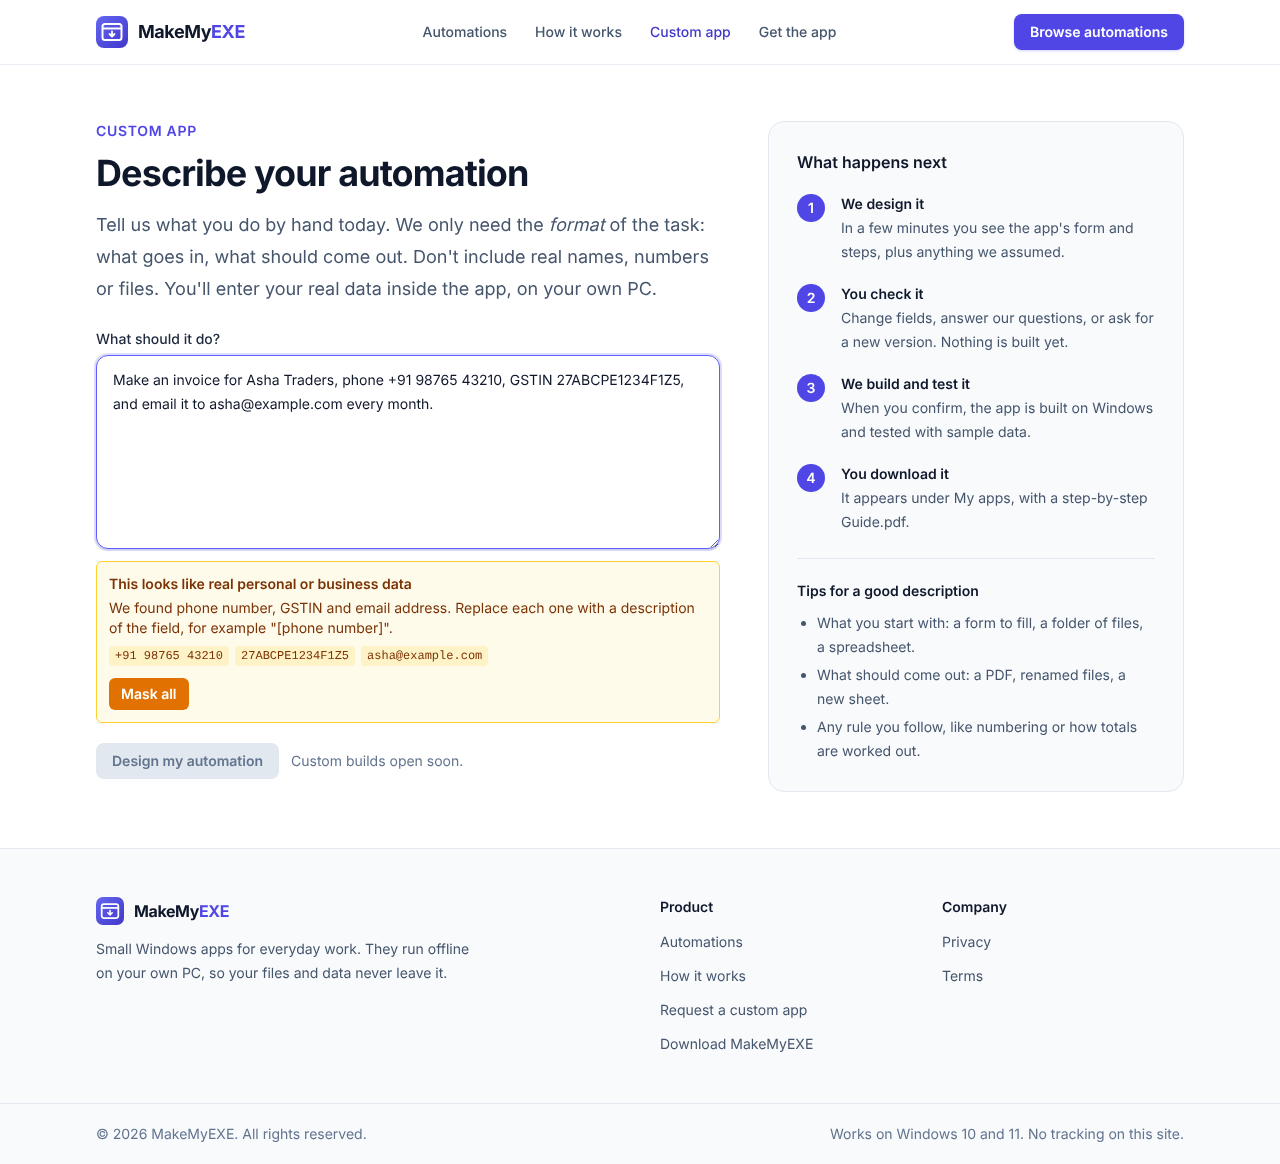 MakeMyEXE
Automations
How it works
Custom app
Get the app
Browse automations
CUSTOM APP
Describe your automation
Tell us what you do by hand today. We only need the format of the task:
what goes in, what should come out. Don't include real names, numbers
or files. You'll enter your real data inside the app, on your own PC.
What should it do?
Make an invoice for Asha Traders, phone +91 98765 43210, GSTIN 27ABCPE1234F1Z5,
and email it to asha@example.com every month.
This looks like real personal or business data
We found phone number, GSTIN and email address. Replace each one with a description
of the field, for example "[phone number]".
+91 98765 43210 27ABCPE1234F1Z5 asha@example.com
Mask all
Design my automation
Custom builds open soon.
What happens next
1
We design it
In a few minutes you see the app's form and
steps, plus anything we assumed.
2
You check it
Change fields, answer our questions, or ask for
a new version. Nothing is built yet.
3
We build and test it
When you confirm, the app is built on Windows
and tested with sample data.
4
You download it
It appears under My apps, with a step-by-step
Guide.pdf.
Tips for a good description
• What you start with: a form to fill, a folder of files,
a spreadsheet.
• What should come out: a PDF, renamed files, a
new sheet.
• Any rule you follow, like numbering or how totals
are worked out.
MakeMyEXE
Small Windows apps for everyday work. They run offline
on your own PC, so your files and data never leave it.
Product
Automations
How it works
Request a custom app
Download MakeMyEXE
Company
Privacy
Terms
© 2026 MakeMyEXE. All rights reserved.
Works on Windows 10 and 11. No tracking on this site.